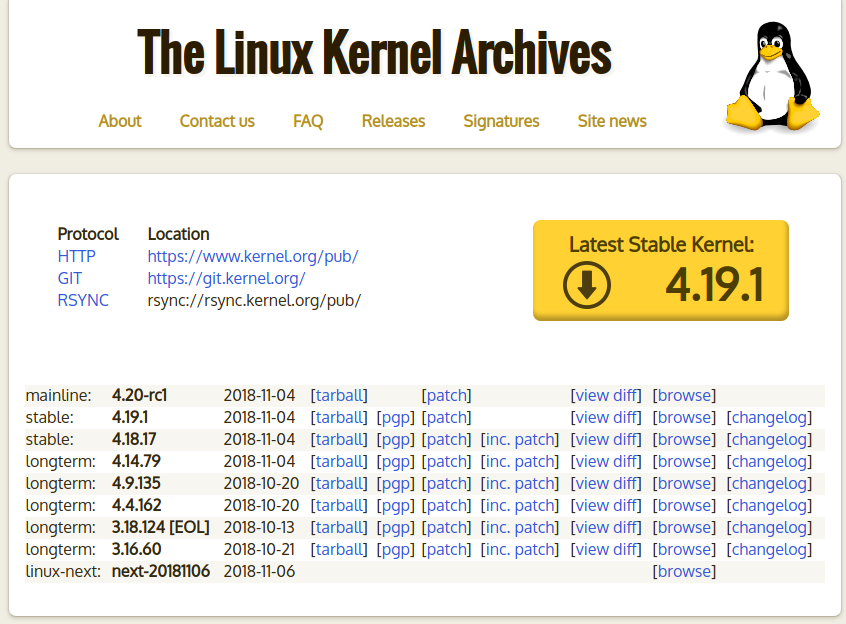 The Linux Kernel Archives
About Contact us FAQ Releases Signatures Site news
Protocol Location
HTTP https://www.kernel.org/pub/
GIT https://git.kernel.org/
RSYNC rsync://rsync.kernel.org/pub/
Latest Stable Kernel:
4.19.1
mainline: 4.20-rc1 2018-11-04 [tarball] [patch] [view diff] [browse]
stable: 4.19.1 2018-11-04 [tarball] [pgp] [patch] [view diff] [browse] [changelog]
stable: 4.18.17 2018-11-04 [tarball] [pgp] [patch] [inc. patch] [view diff] [browse] [changelog]
longterm: 4.14.79 2018-11-04 [tarball] [pgp] [patch] [inc. patch] [view diff] [browse] [changelog]
longterm: 4.9.135 2018-10-20 [tarball] [pgp] [patch] [inc. patch] [view diff] [browse] [changelog]
longterm: 4.4.162 2018-10-20 [tarball] [pgp] [patch] [inc. patch] [view diff] [browse] [changelog]
longterm: 3.18.124 [EOL] 2018-10-13 [tarball] [pgp] [patch] [inc. patch] [view diff] [browse] [changelog]
longterm: 3.16.60 2018-10-21 [tarball] [pgp] [patch] [inc. patch] [view diff] [browse] [changelog]
linux-next: next-20181106 2018-11-06 [browse]